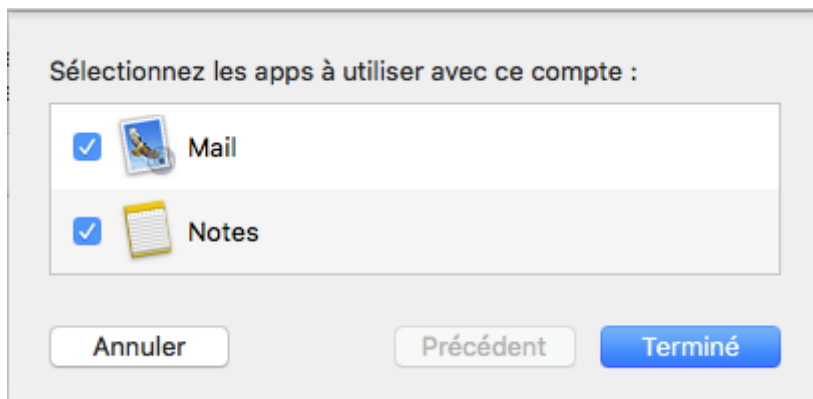 Sélectionnez les apps à utiliser avec ce compte :
Mail
Notes
Annuler
Précédent
Terminé